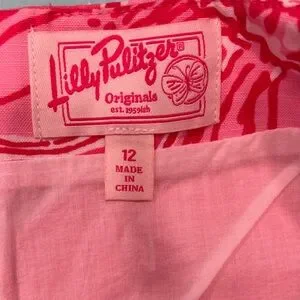 Lilly Pulitzer®
Originals
est. 1959ish
12
MADE IN
CHINA